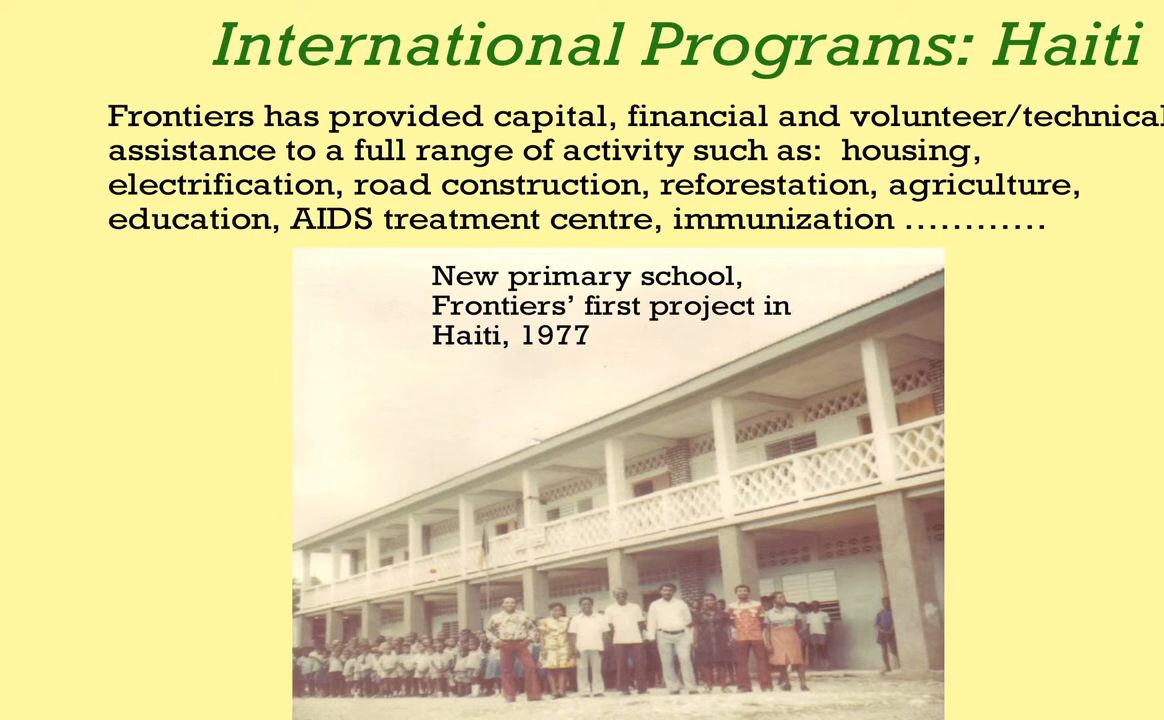 International Programs: Haiti
Frontiers has provided capital, financial and volunteer/technical
assistance to a full range of activity such as:  housing,
electrification, road construction, reforestation, agriculture,
education, AIDS treatment centre, immunization ............
New primary school,
Frontiers’ first project in
Haiti, 1977